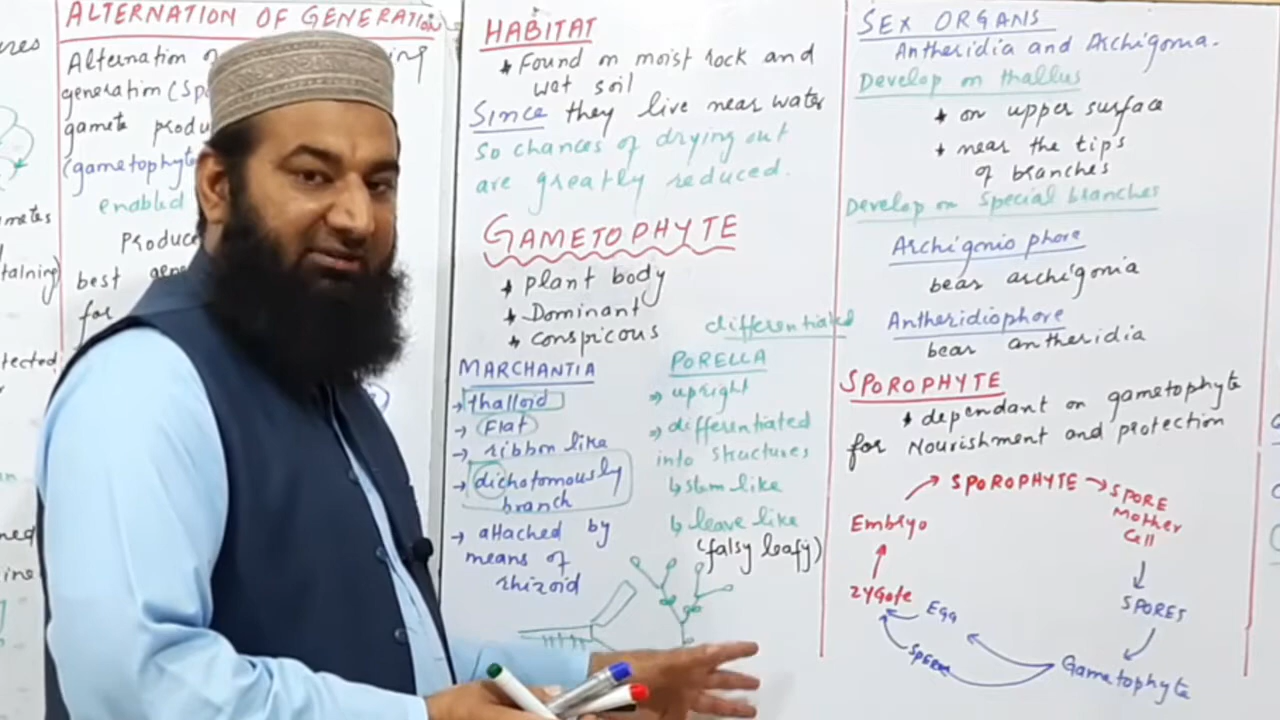 ALTERNATION OF GENERATION
Alternation o
generation (Sp
gamete produ
(gametophyte
enabled
Produce
best gen
for
HABITAT
Found on moist rock and
wet soil
SINCE they live near water
So chances of drying out
are greatly reduced.
GAMETOPHYTE
plant body
Dominant
conspicous
MARCHANTIA
thalloid
Flat
ribbon like
dichotomously
branch
attached by
means of
rhizoid
differentiated
PORELLA
upright
differentiated
into structures
stem like
leave like
(falsy leafy)
SEX ORGANS
Antheridia and Archigonia.
Develop on thallus
on upper surface
near the tips
of branches
Develop on Special branches
Archigonio phore
bear archigonia
Antheridiophore
bear antheridia
SPOROPHYTE
dependant on gametophyte
for Nourishment and protection
SPOROPHYTE
SPORE
Mother
Cell
SPORES
Gametophyte
Egg
Sperm
ZYGote
Embryo